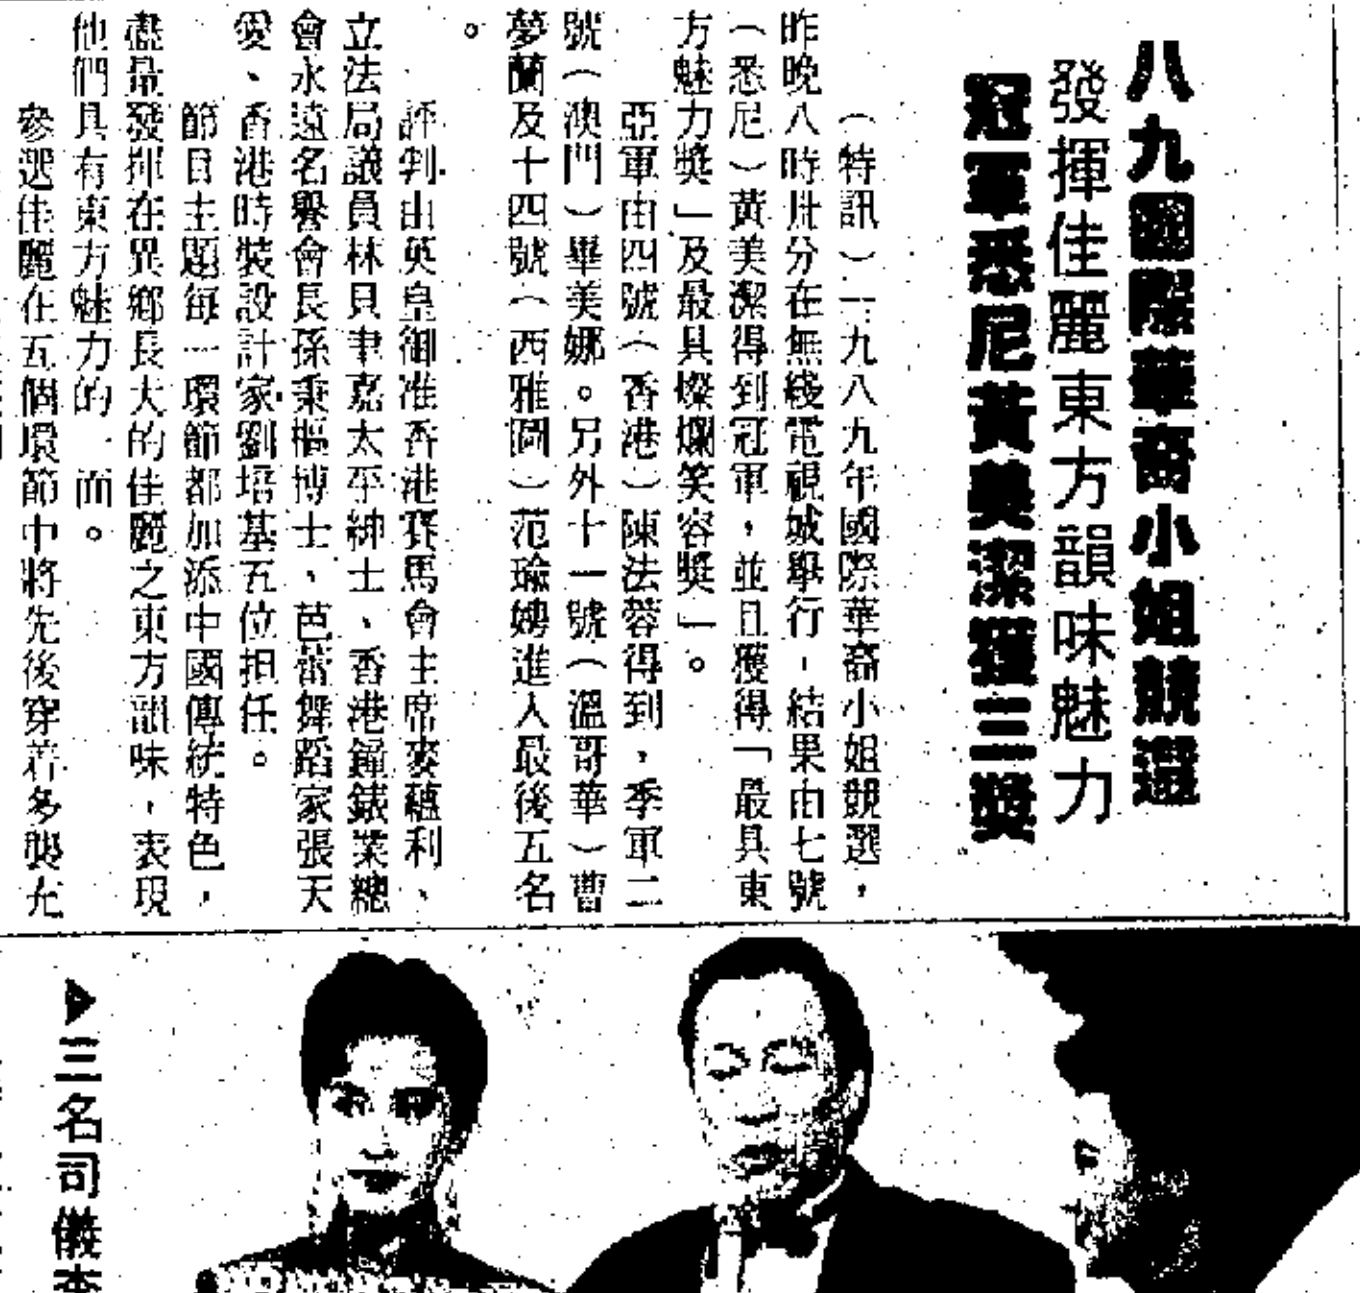 八九國際華裔小姐競選
發揮佳麗東方韻味魅力
冠軍悉尼黃美潔獲三獎
（特訊）一九八九年國際華裔小姐競選，
昨晚八時卅分在無綫電視城舉行，結果由七號
（悉尼）黃美潔得到冠軍，並且獲得「最具東
方魅力獎」及最具燦爛笑容獎」。
亞軍由四號（香港）陳法蓉得到，季軍二
號（澳門）畢美娜。另外十一號（溫哥華）曹
夢蘭及十四號（西雅圖）范瑜娉進入最後五名
。
評判由英皇御准香港賽馬會主席麥蘊利、
立法局議員林貝聿嘉太平紳士、香港鐘錶業總
會永遠名譽會長孫秉樞博士、芭蕾舞蹈家張天
愛、香港時裝設計家劉培基五位担任。
節目主題每一環節都加添中國傳統特色，
盡量發揮在異鄉長大的佳麗之東方韻味，表現
他們具有東方魅力的一面。
參選佳麗在五個環節中將先後穿着多襲充
▶三名司儀